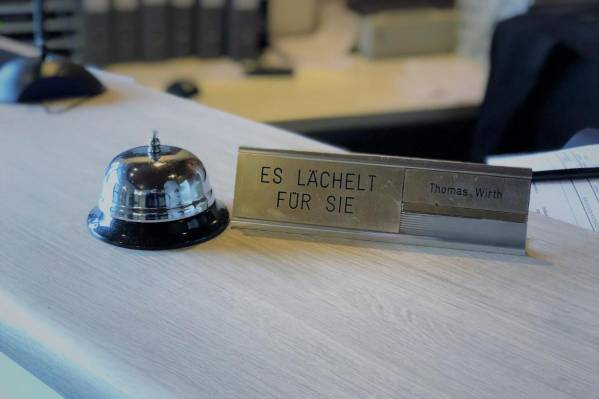 ES LÄCHELT
FÜR SIE
Thomas Wirth